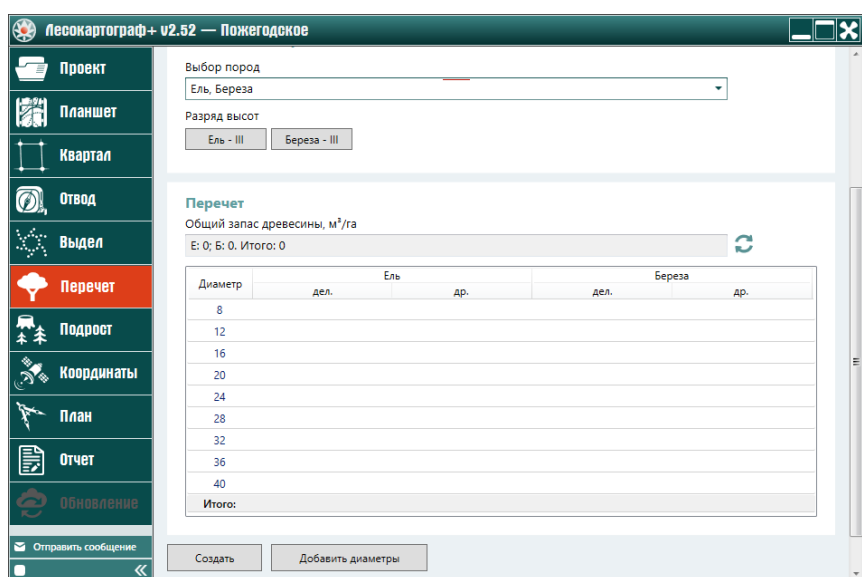 Лесокартограф+ v2.52 — Пожегодское
Проект
Планшет
Квартал
Отвод
Выдел
Перечет
Подрост
Координаты
План
Отчет
Обновление
Отправить сообщение
Выбор пород
Ель, Береза
Разряд высот
Ель - III
Береза - III
Перечет
Общий запас древесины, м³/га
Е: 0; Б: 0. Итого: 0
Диаметр Ель Береза
дел. др. дел. др.
8
12
16
20
24
28
32
36
40
Итого:
Создать
Добавить диаметры